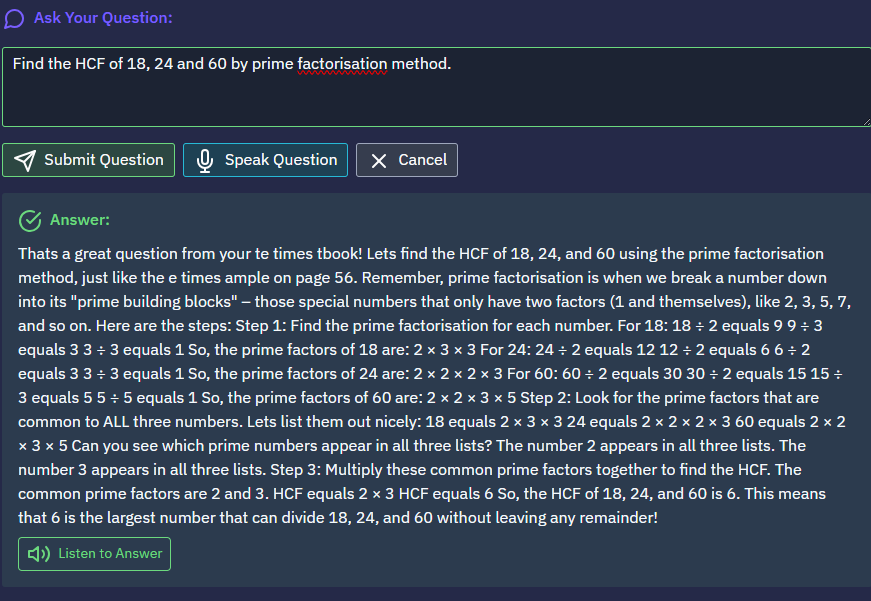 Ask Your Question:
Find the HCF of 18, 24 and 60 by prime factorisation method.
Submit Question
Speak Question
Cancel
Answer:
Thats a great question from your te times tbook! Lets find the HCF of 18, 24, and 60 using the prime factorisation
method, just like the e times ample on page 56. Remember, prime factorisation is when we break a number down
into its "prime building blocks" – those special numbers that only have two factors (1 and themselves), like 2, 3, 5, 7,
and so on. Here are the steps: Step 1: Find the prime factorisation for each number. For 18: 18 ÷ 2 equals 9 9 ÷ 3
equals 3 3 ÷ 3 equals 1 So, the prime factors of 18 are: 2 × 3 × 3 For 24: 24 ÷ 2 equals 12 12 ÷ 2 equals 6 6 ÷ 2
equals 3 3 ÷ 3 equals 1 So, the prime factors of 24 are: 2 × 2 × 2 × 3 For 60: 60 ÷ 2 equals 30 30 ÷ 2 equals 15 15 ÷
3 equals 5 5 ÷ 5 equals 1 So, the prime factors of 60 are: 2 × 2 × 3 × 5 Step 2: Look for the prime factors that are
common to ALL three numbers. Lets list them out nicely: 18 equals 2 × 3 × 3 24 equals 2 × 2 × 2 × 3 60 equals 2 × 2
× 3 × 5 Can you see which prime numbers appear in all three lists? The number 2 appears in all three lists. The
number 3 appears in all three lists. Step 3: Multiply these common prime factors together to find the HCF. The
common prime factors are 2 and 3. HCF equals 2 × 3 HCF equals 6 So, the HCF of 18, 24, and 60 is 6. This means
that 6 is the largest number that can divide 18, 24, and 60 without leaving any remainder!
Listen to Answer